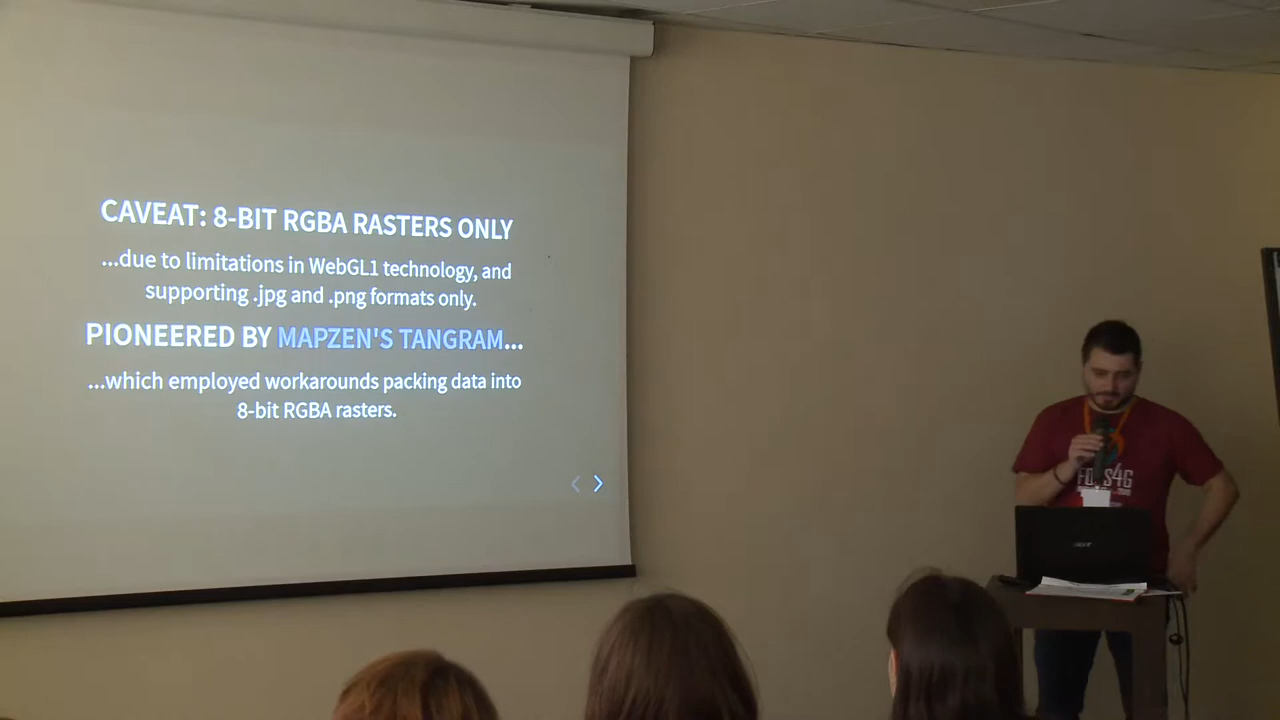 CAVEAT: 8-BIT RGBA RASTERS ONLY
...due to limitations in WebGL1 technology, and
supporting .jpg and .png formats only.
PIONEERED BY MAPZEN'S TANGRAM...
...which employed workarounds packing data into
8-bit RGBA rasters.
acer